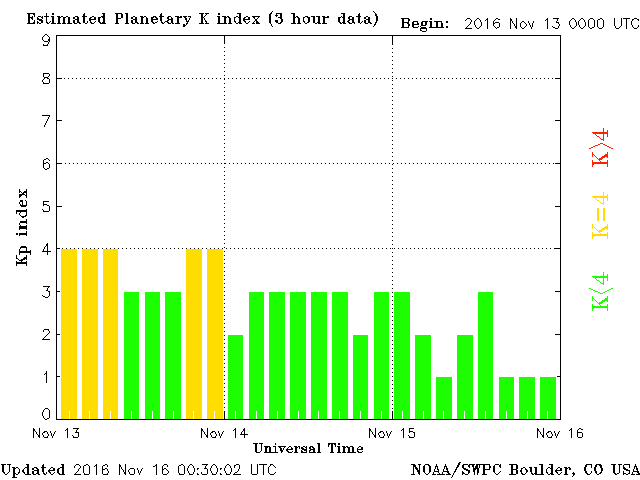 Estimated Planetary K index (3 hour data)
Begin: 2016 Nov 13 0000 UTC
9
8
7
6
5
4
3
2
1
0
Kp index
K>4
K=4
K<4
Nov 13
Nov 14
Nov 15
Nov 16
Universal Time
Updated 2016 Nov 16 00:30:02 UTC
NOAA/SWPC Boulder, CO USA